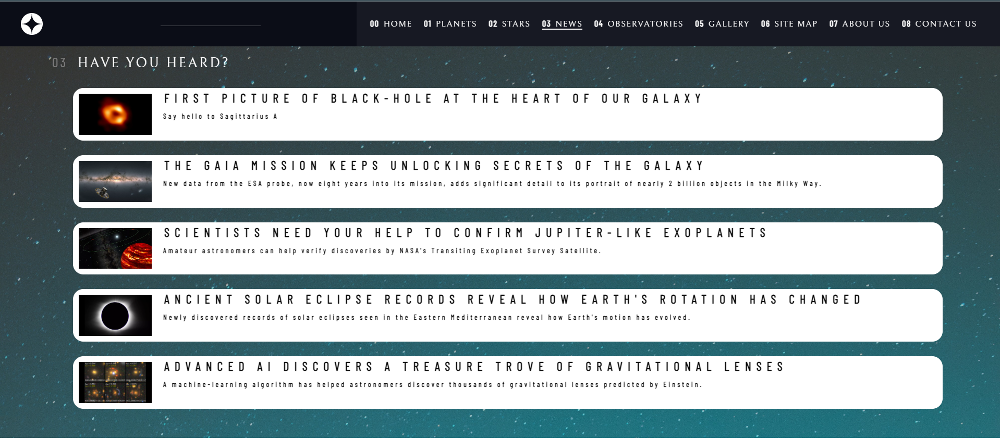 00 HOME 01 PLANETS 02 STARS 03 NEWS 04 OBSERVATORIES 05 GALLERY 06 SITE MAP 07 ABOUT US 08 CONTACT US
03 HAVE YOU HEARD?
FIRST PICTURE OF BLACK-HOLE AT THE HEART OF OUR GALAXY
Say hello to Sagittarius A
THE GAIA MISSION KEEPS UNLOCKING SECRETS OF THE GALAXY
New data from the ESA probe, now eight years into its mission, adds significant detail to its portrait of nearly 2 billion objects in the Milky Way.
SCIENTISTS NEED YOUR HELP TO CONFIRM JUPITER-LIKE EXOPLANETS
Amateur astronomers can help verify discoveries by NASA's Transiting Exoplanet Survey Satellite.
ANCIENT SOLAR ECLIPSE RECORDS REVEAL HOW EARTH'S ROTATION HAS CHANGED
Newly discovered records of solar eclipses seen in the Eastern Mediterranean reveal how Earth's motion has evolved.
ADVANCED AI DISCOVERS A TREASURE TROVE OF GRAVITATIONAL LENSES
A machine-learning algorithm has helped astronomers discover thousands of gravitational lenses predicted by Einstein.